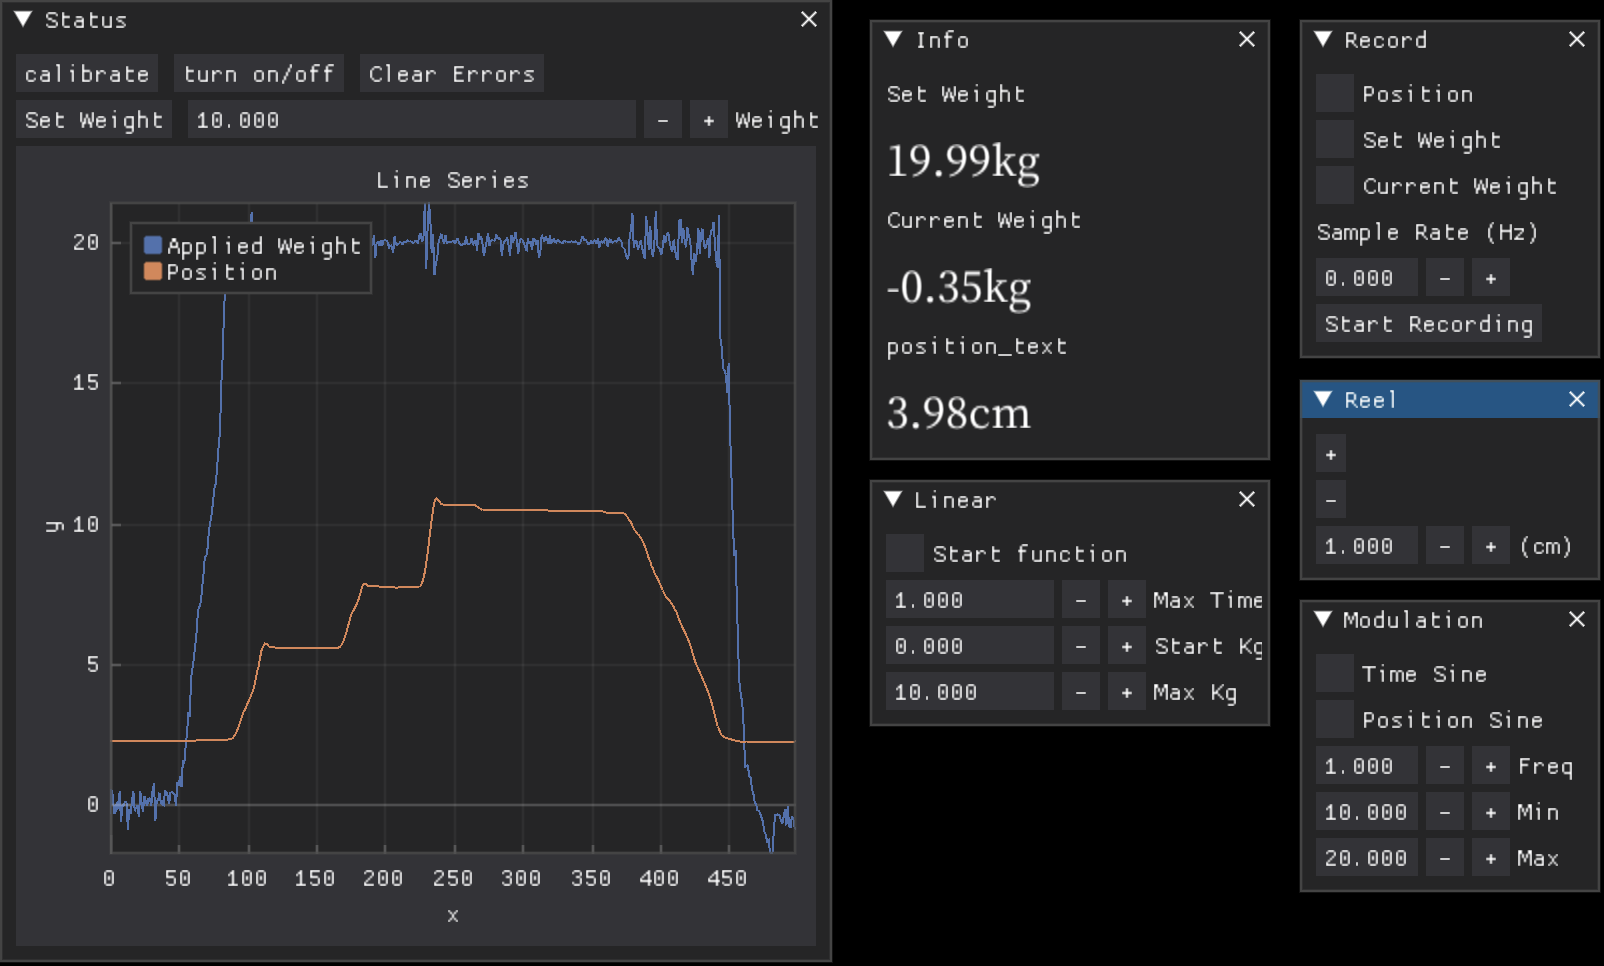 Status
calibrate turn on/off Clear Errors
Set Weight 10.000 - + Weight
Line Series
Applied Weight
Position
20
15
10
5
0
y
0 50 100 150 200 250 300 350 400 450
x
Info
Set Weight
19.99kg
Current Weight
-0.35kg
position_text
3.98cm
Linear
Start function
1.000 - + Max Time
0.000 - + Start Kg
10.000 - + Max Kg
Record
Position
Set Weight
Current Weight
Sample Rate (Hz)
0.000 - +
Start Recording
Reel
+
-
1.000 - + (cm)
Modulation
Time Sine
Position Sine
1.000 - + Freq
10.000 - + Min
20.000 - + Max